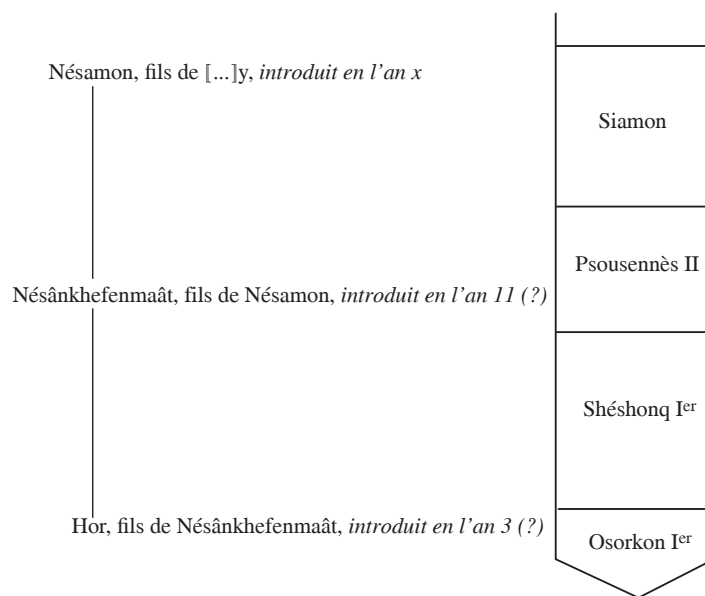 Nésamon, fils de [...]y, introduit en l'an x
Siamon
Psousennès II
Nésânkhefenmaât, fils de Nésamon, introduit en l'an 11 (?)
Shéshonq Ier
Hor, fils de Nésânkhefenmaât, introduit en l'an 3 (?)
Osorkon Ier